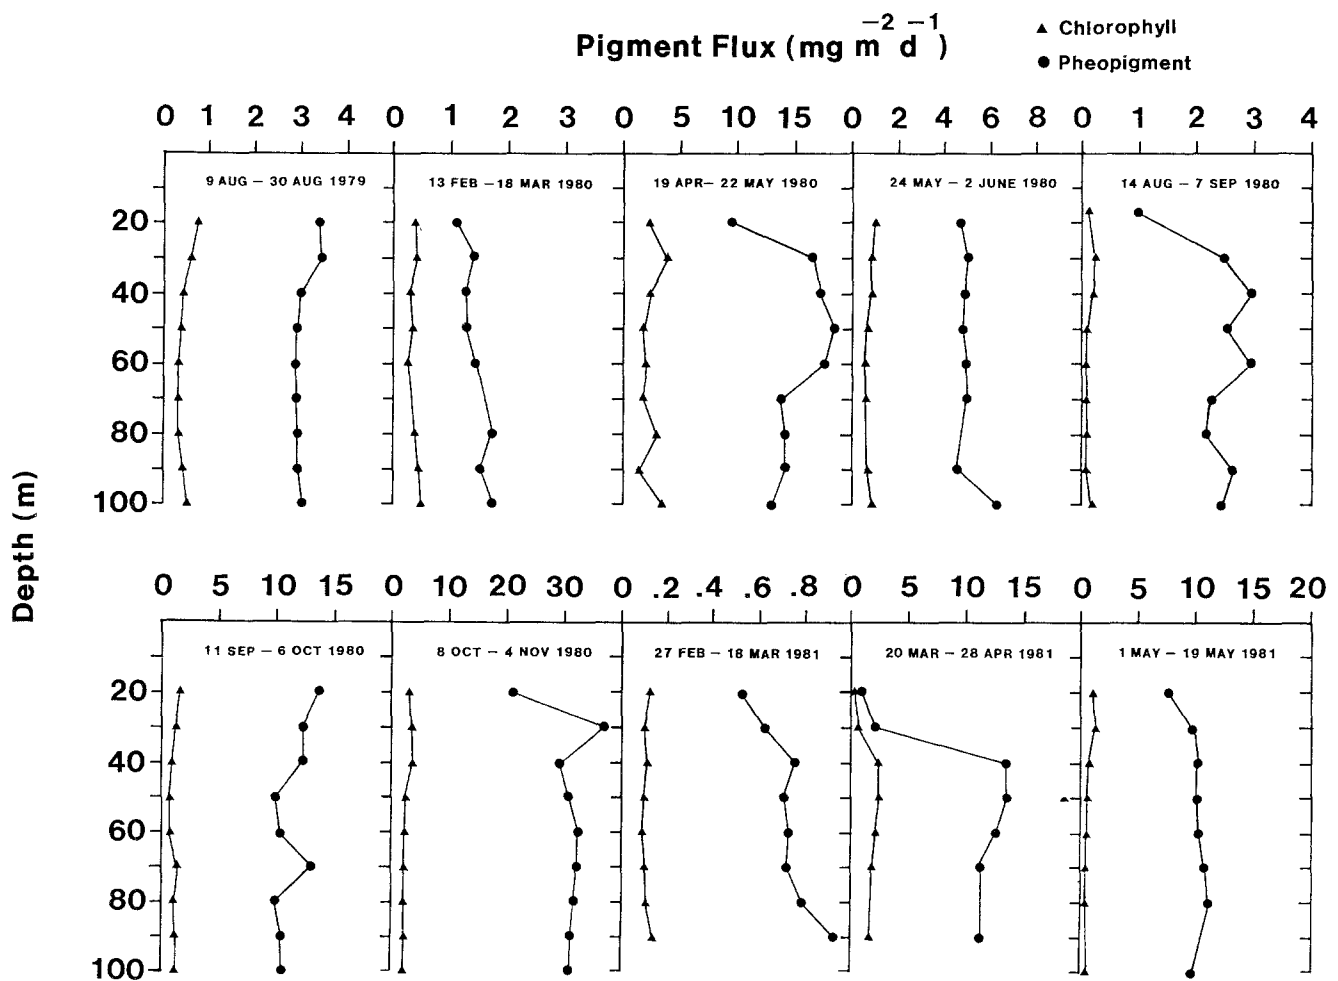 Pigment Flux (mg m⁻² d⁻¹)
▲ Chlorophyll
● Pheopigment
0 1 2 3 4 0 1 2 3 0 5 10 15 0 2 4 6 8 0 1 2 3 4
9 AUG – 30 AUG 1979
13 FEB – 18 MAR 1980
19 APR – 22 MAY 1980
24 MAY – 2 JUNE 1980
14 AUG – 7 SEP 1980
20
40
60
80
100
Depth (m)
0 5 10 15 0 10 20 30 0 .2 .4 .6 .8 0 5 10 15 0 5 10 15 20
11 SEP – 6 OCT 1980
8 OCT – 4 NOV 1980
27 FEB – 18 MAR 1981
20 MAR – 28 APR 1981
1 MAY – 19 MAY 1981
20
40
60
80
100